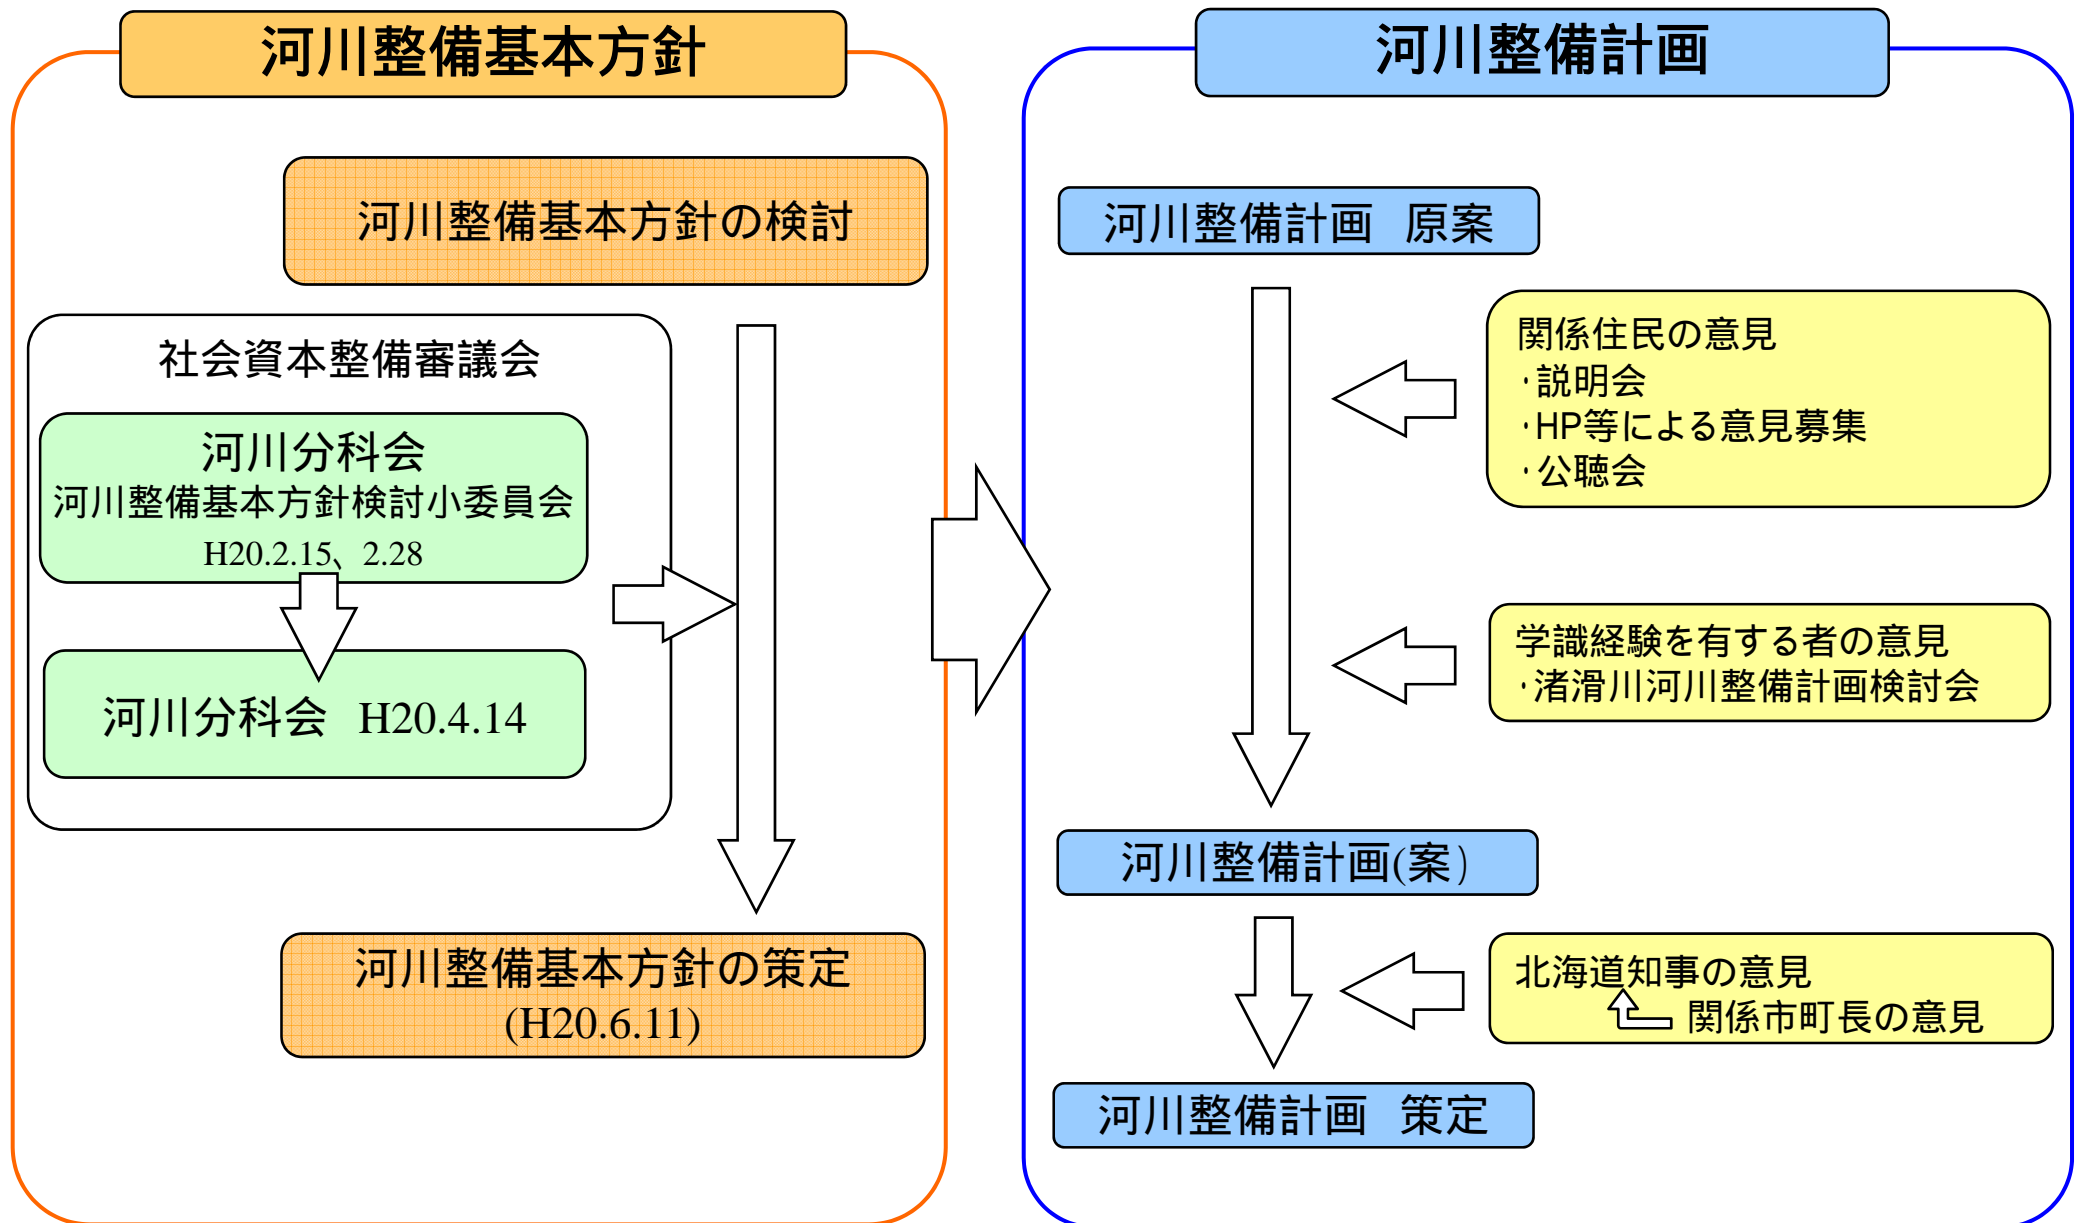 河川整備基本方針
河川整備基本方針の検討
社会資本整備審議会
河川分科会
河川整備基本方針検討小委員会
H20.2.15、2.28
河川分科会　H20.4.14
河川整備基本方針の策定
(H20.6.11)
河川整備計画
河川整備計画　原案
関係住民の意見
・説明会
・HP等による意見募集
・公聴会
学識経験を有する者の意見
・渚滑川河川整備計画検討会
河川整備計画(案)
北海道知事の意見
関係市町長の意見
河川整備計画　策定